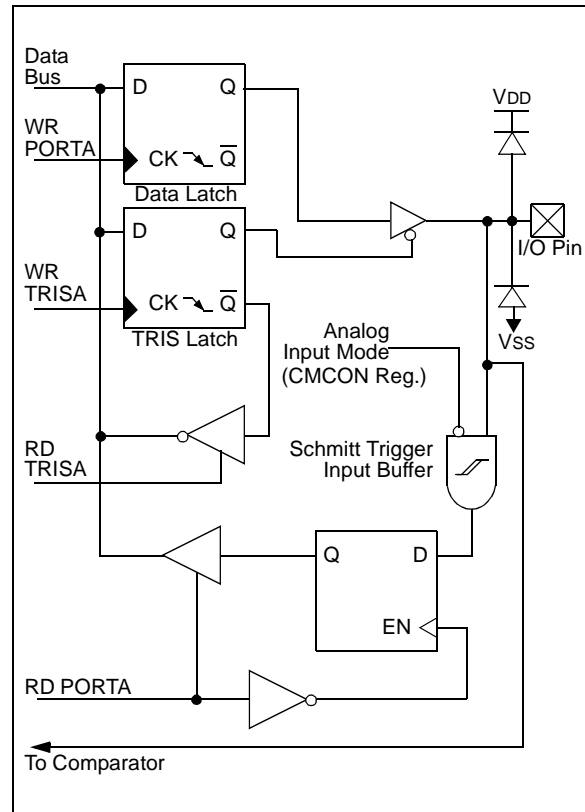 Data
Bus
D Q
WR
PORTA
CK Q
Data Latch
VDD
I/O Pin
D Q
WR
TRISA
CK Q
TRIS Latch
VSS
Analog
Input Mode
(CMCON Reg.)
RD
TRISA
Schmitt Trigger
Input Buffer
Q D
EN
RD PORTA
To Comparator